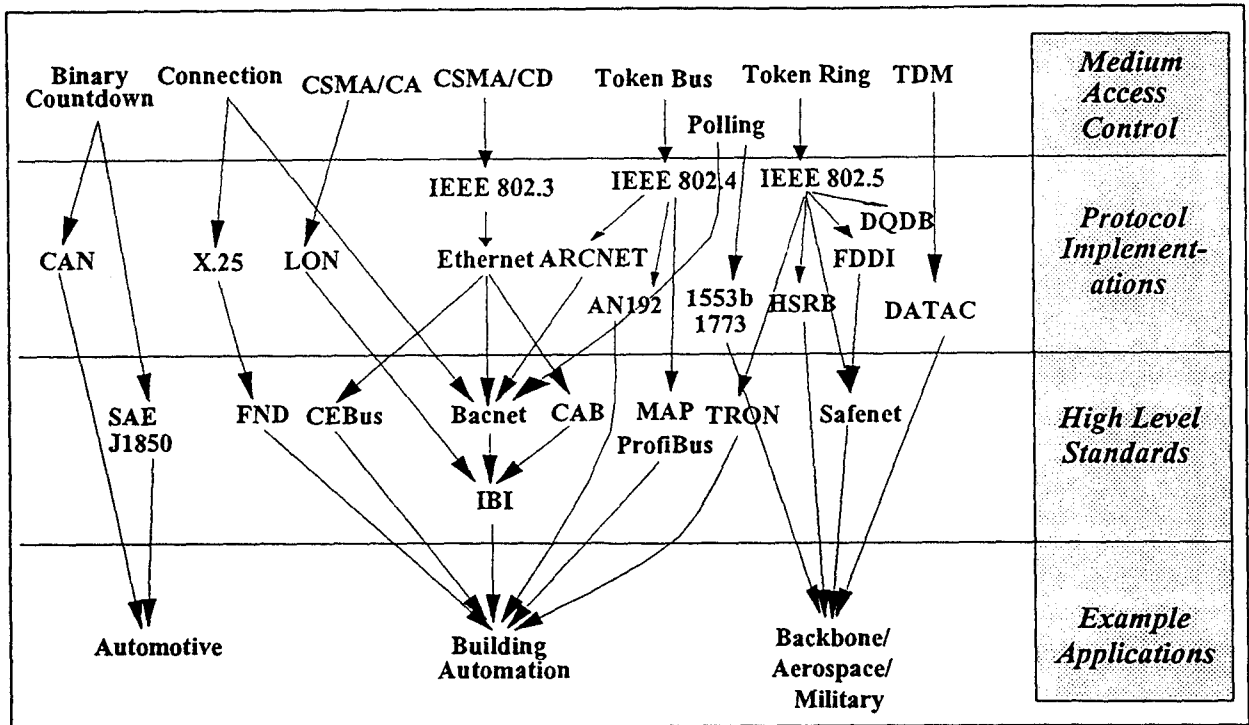 Binary
Countdown
Connection
CSMA/CA
CSMA/CD
Token Bus
Polling
Token Ring
TDM
Medium
Access
Control
IEEE 802.3
IEEE 802.4
IEEE 802.5
DQDB
CAN
X.25
LON
Ethernet
ARCNET
FDDI
AN192
1553b
1773
HSRB
DATAC
Protocol
Implement-
ations
SAE
J1850
FND
CEBus
Bacnet
CAB
MAP
ProfiBus
TRON
Safenet
IBI
High Level
Standards
Automotive
Building
Automation
Backbone/
Aerospace/
Military
Example
Applications